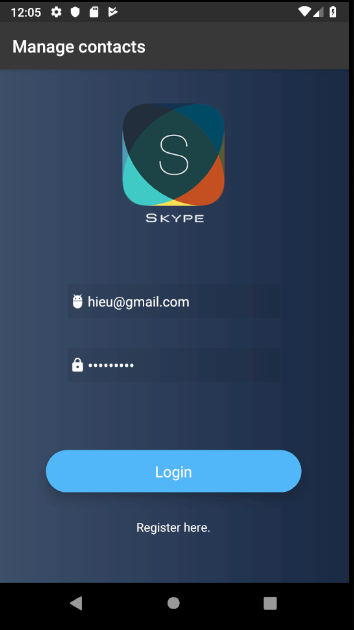 12:05
Manage contacts
S
SKYPE
hieu@gmail.com
•••••••••
Login
Register here.